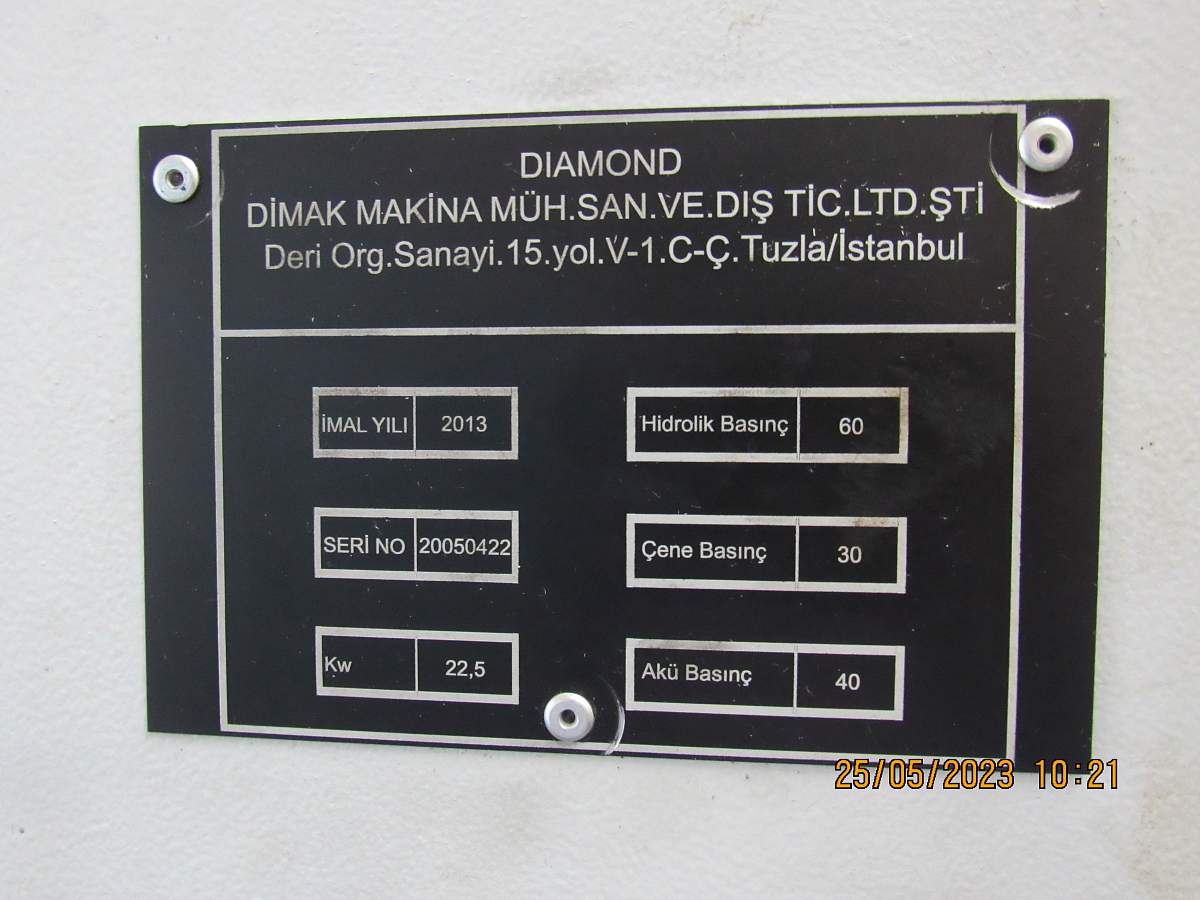 DIAMOND
DİMAK MAKİNA MÜH.SAN.VE.DIŞ TİC.LTD.ŞTİ
Deri Org.Sanayi.15.yol.V-1.C-Ç.Tuzla/İstanbul
İMAL YILI 2013
Hidrolik Basınç 60
SERİ NO 20050422
Çene Basınç 30
Kw 22,5
Akü Basınç 40
25/05/2023 10:21